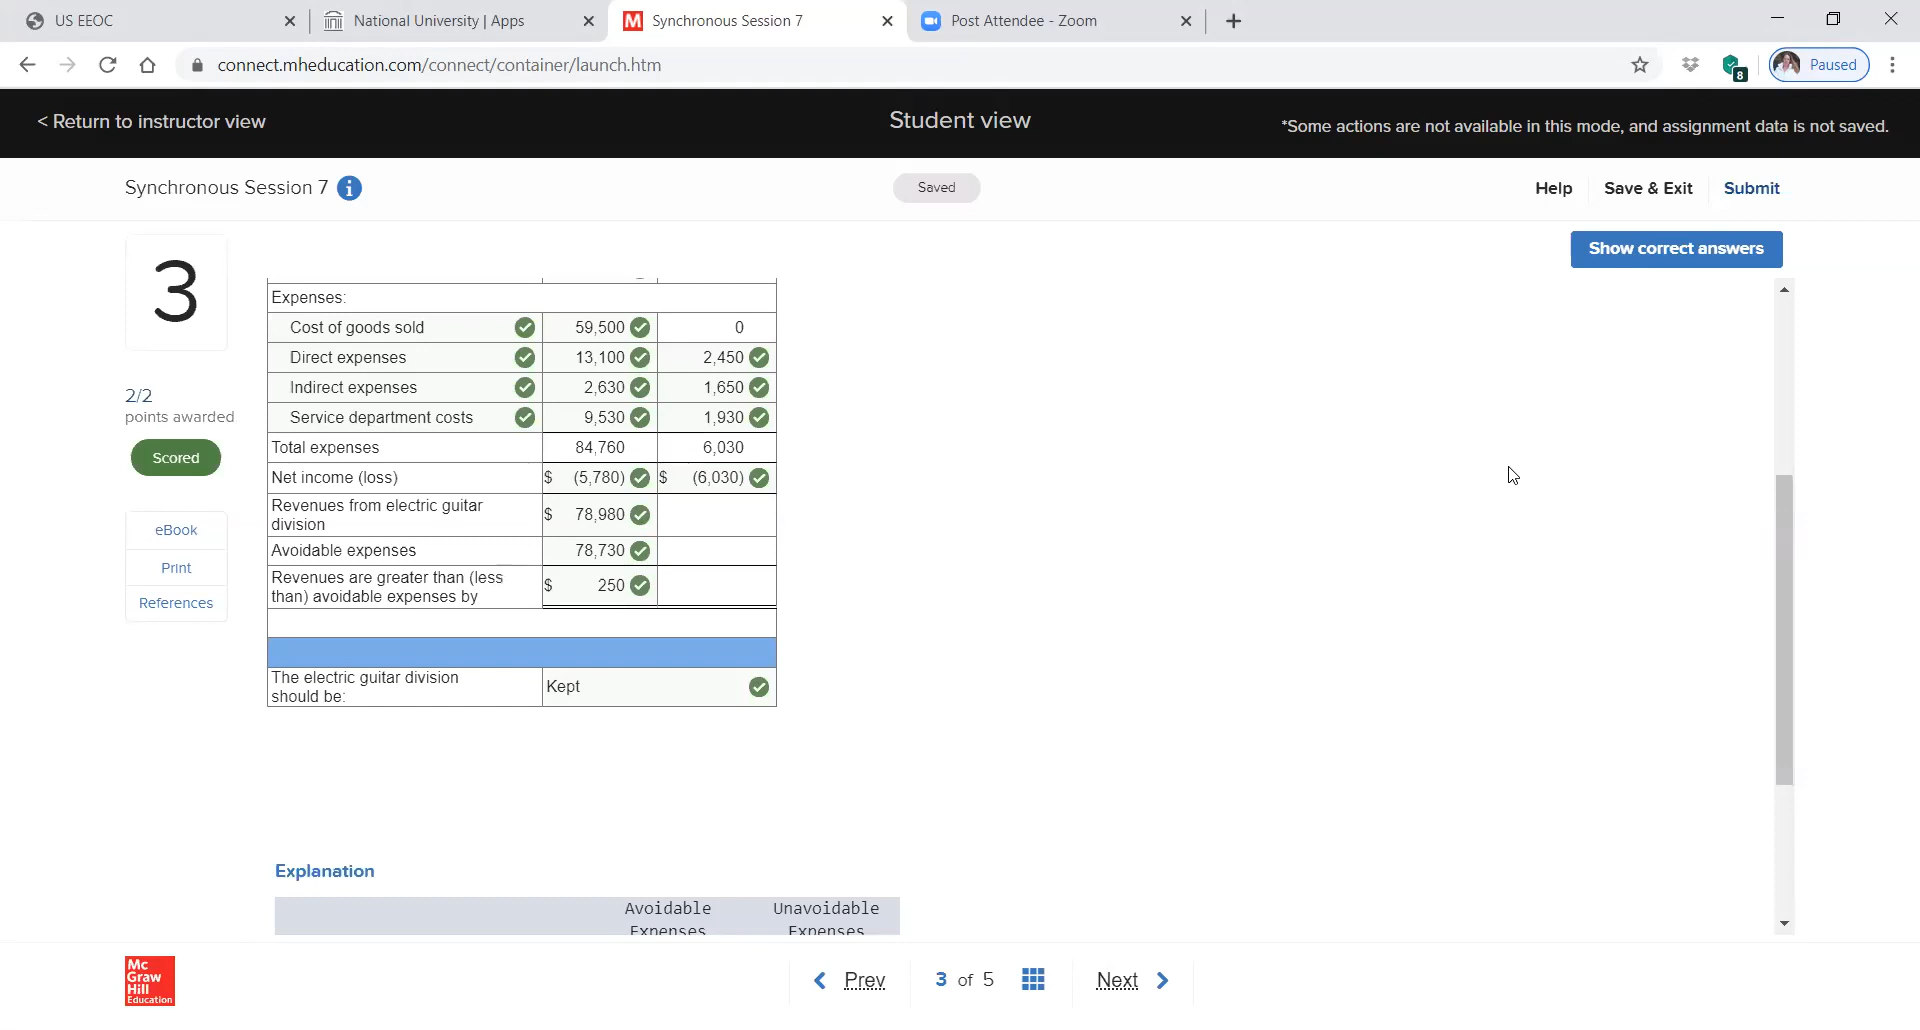 US EEOC
National University | Apps
Synchronous Session 7
Post Attendee - Zoom
connect.mheducation.com/connect/container/launch.htm
8
Paused
< Return to instructor view
Student view
*Some actions are not available in this mode, and assignment data is not saved.
Synchronous Session 7
Saved
Help
Save & Exit
Submit
Show correct answers
3
2/2
points awarded
Scored
eBook
Print
References
Expenses:
Cost of goods sold 59,500 0
Direct expenses 13,100 2,450
Indirect expenses 2,630 1,650
Service department costs 9,530 1,930
Total expenses 84,760 6,030
Net income (loss) $ (5,780) $ (6,030)
Revenues from electric guitar
division $ 78,980
Avoidable expenses 78,730
Revenues are greater than (less
than) avoidable expenses by $ 250
The electric guitar division
should be: Kept
Explanation
Avoidable Unavoidable
Expenses Expenses
Mc
Graw
Hill
Education
Prev
3 of 5
Next